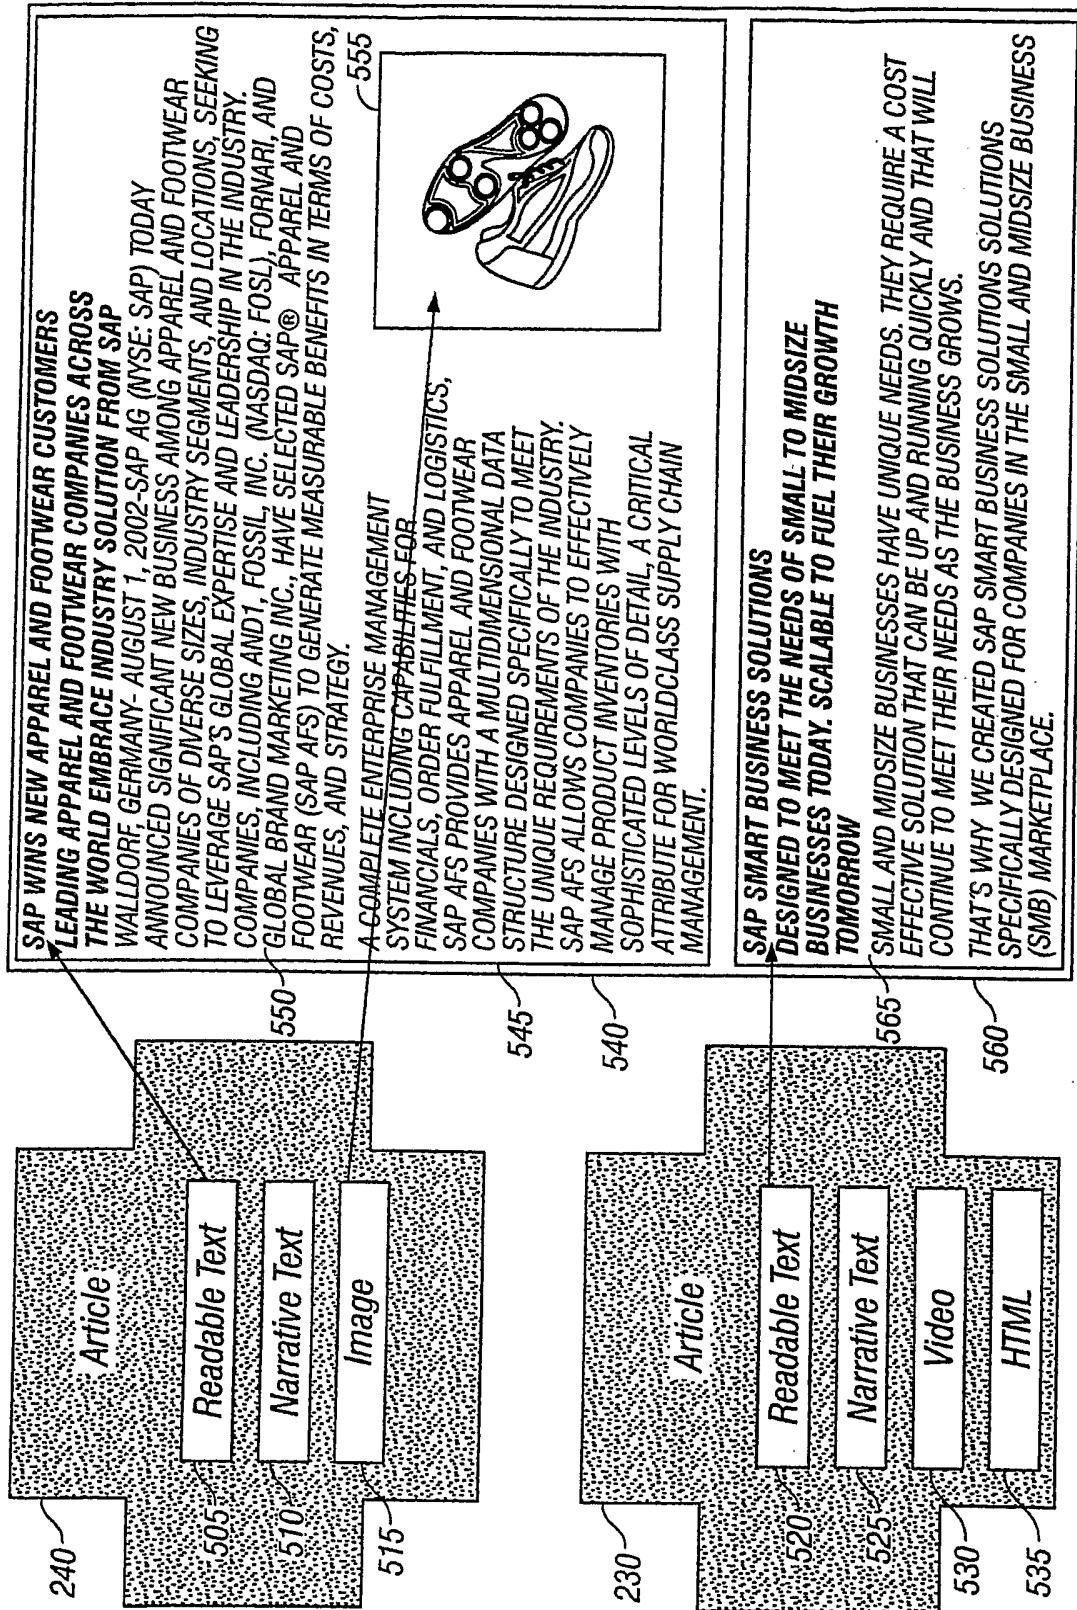 240
Article
505
Readable Text
510
Narrative Text
515
Image
230
Article
520
Readable Text
525
Narrative Text
530
Video
535
HTML
SAP WINS NEW APPAREL AND FOOTWEAR CUSTOMERS
LEADING APPAREL AND FOOTWEAR COMPANIES ACROSS
THE WORLD EMBRACE INDUSTRY SOLUTION FROM SAP
WALLDORF, GERMANY- AUGUST 1, 2002-SAP AG (NYSE: SAP) TODAY
ANNOUNCED SIGNIFICANT NEW BUSINESS AMONG APPAREL AND FOOTWEAR
COMPANIES OF DIVERSE SIZES, INDUSTRY SEGMENTS, AND LOCATIONS, SEEKING
TO LEVERAGE SAP'S GLOBAL EXPERTISE AND LEADERSHIP IN THE INDUSTRY.
COMPANIES, INCLUDING AND1, FOSSIL, INC. (NASDAQ: FOSL), FORNARI, AND
GLOBAL BRAND MARKETING INC., HAVE SELECTED SAP® APPAREL AND
FOOTWEAR (SAP AFS) TO GENERATE MEASURABLE BENEFITS IN TERMS OF COSTS,
REVENUES, AND STRATEGY.
A COMPLETE ENTERPRISE MANAGEMENT
SYSTEM INCLUDING CAPABILITIES FOR
FINANCIALS, ORDER FULFILLMENT, AND LOGISTICS,
SAP AFS PROVIDES APPAREL AND FOOTWEAR
COMPANIES WITH A MULTIDIMENSIONAL DATA
STRUCTURE DESIGNED SPECIFICALLY TO MEET
THE UNIQUE REQUIREMENTS OF THE INDUSTRY.
SAP AFS ALLOWS COMPANIES TO EFFECTIVELY
MANAGE PRODUCT INVENTORIES WITH
SOPHISTICATED LEVELS OF DETAIL, A CRITICAL
ATTRIBUTE FOR WORLDCLASS SUPPLY CHAIN
MANAGEMENT.
555
550
545
540
SAP SMART BUSINESS SOLUTIONS
DESIGNED TO MEET THE NEEDS OF SMALL TO MIDSIZE
BUSINESSES TODAY. SCALABLE TO FUEL THEIR GROWTH
TOMORROW
SMALL AND MIDSIZE BUSINESSES HAVE UNIQUE NEEDS. THEY REQUIRE A COST
EFFECTIVE SOLUTION THAT CAN BE UP AND RUNNING QUICKLY AND THAT WILL
CONTINUE TO MEET THEIR NEEDS AS THE BUSINESS GROWS.
THAT'S WHY WE CREATED SAP SMART BUSINESS SOLUTIONS SOLUTIONS
SPECIFICALLY DESIGNED FOR COMPANIES IN THE SMALL AND MIDSIZE BUSINESS
(SMB) MARKETPLACE.
565
560